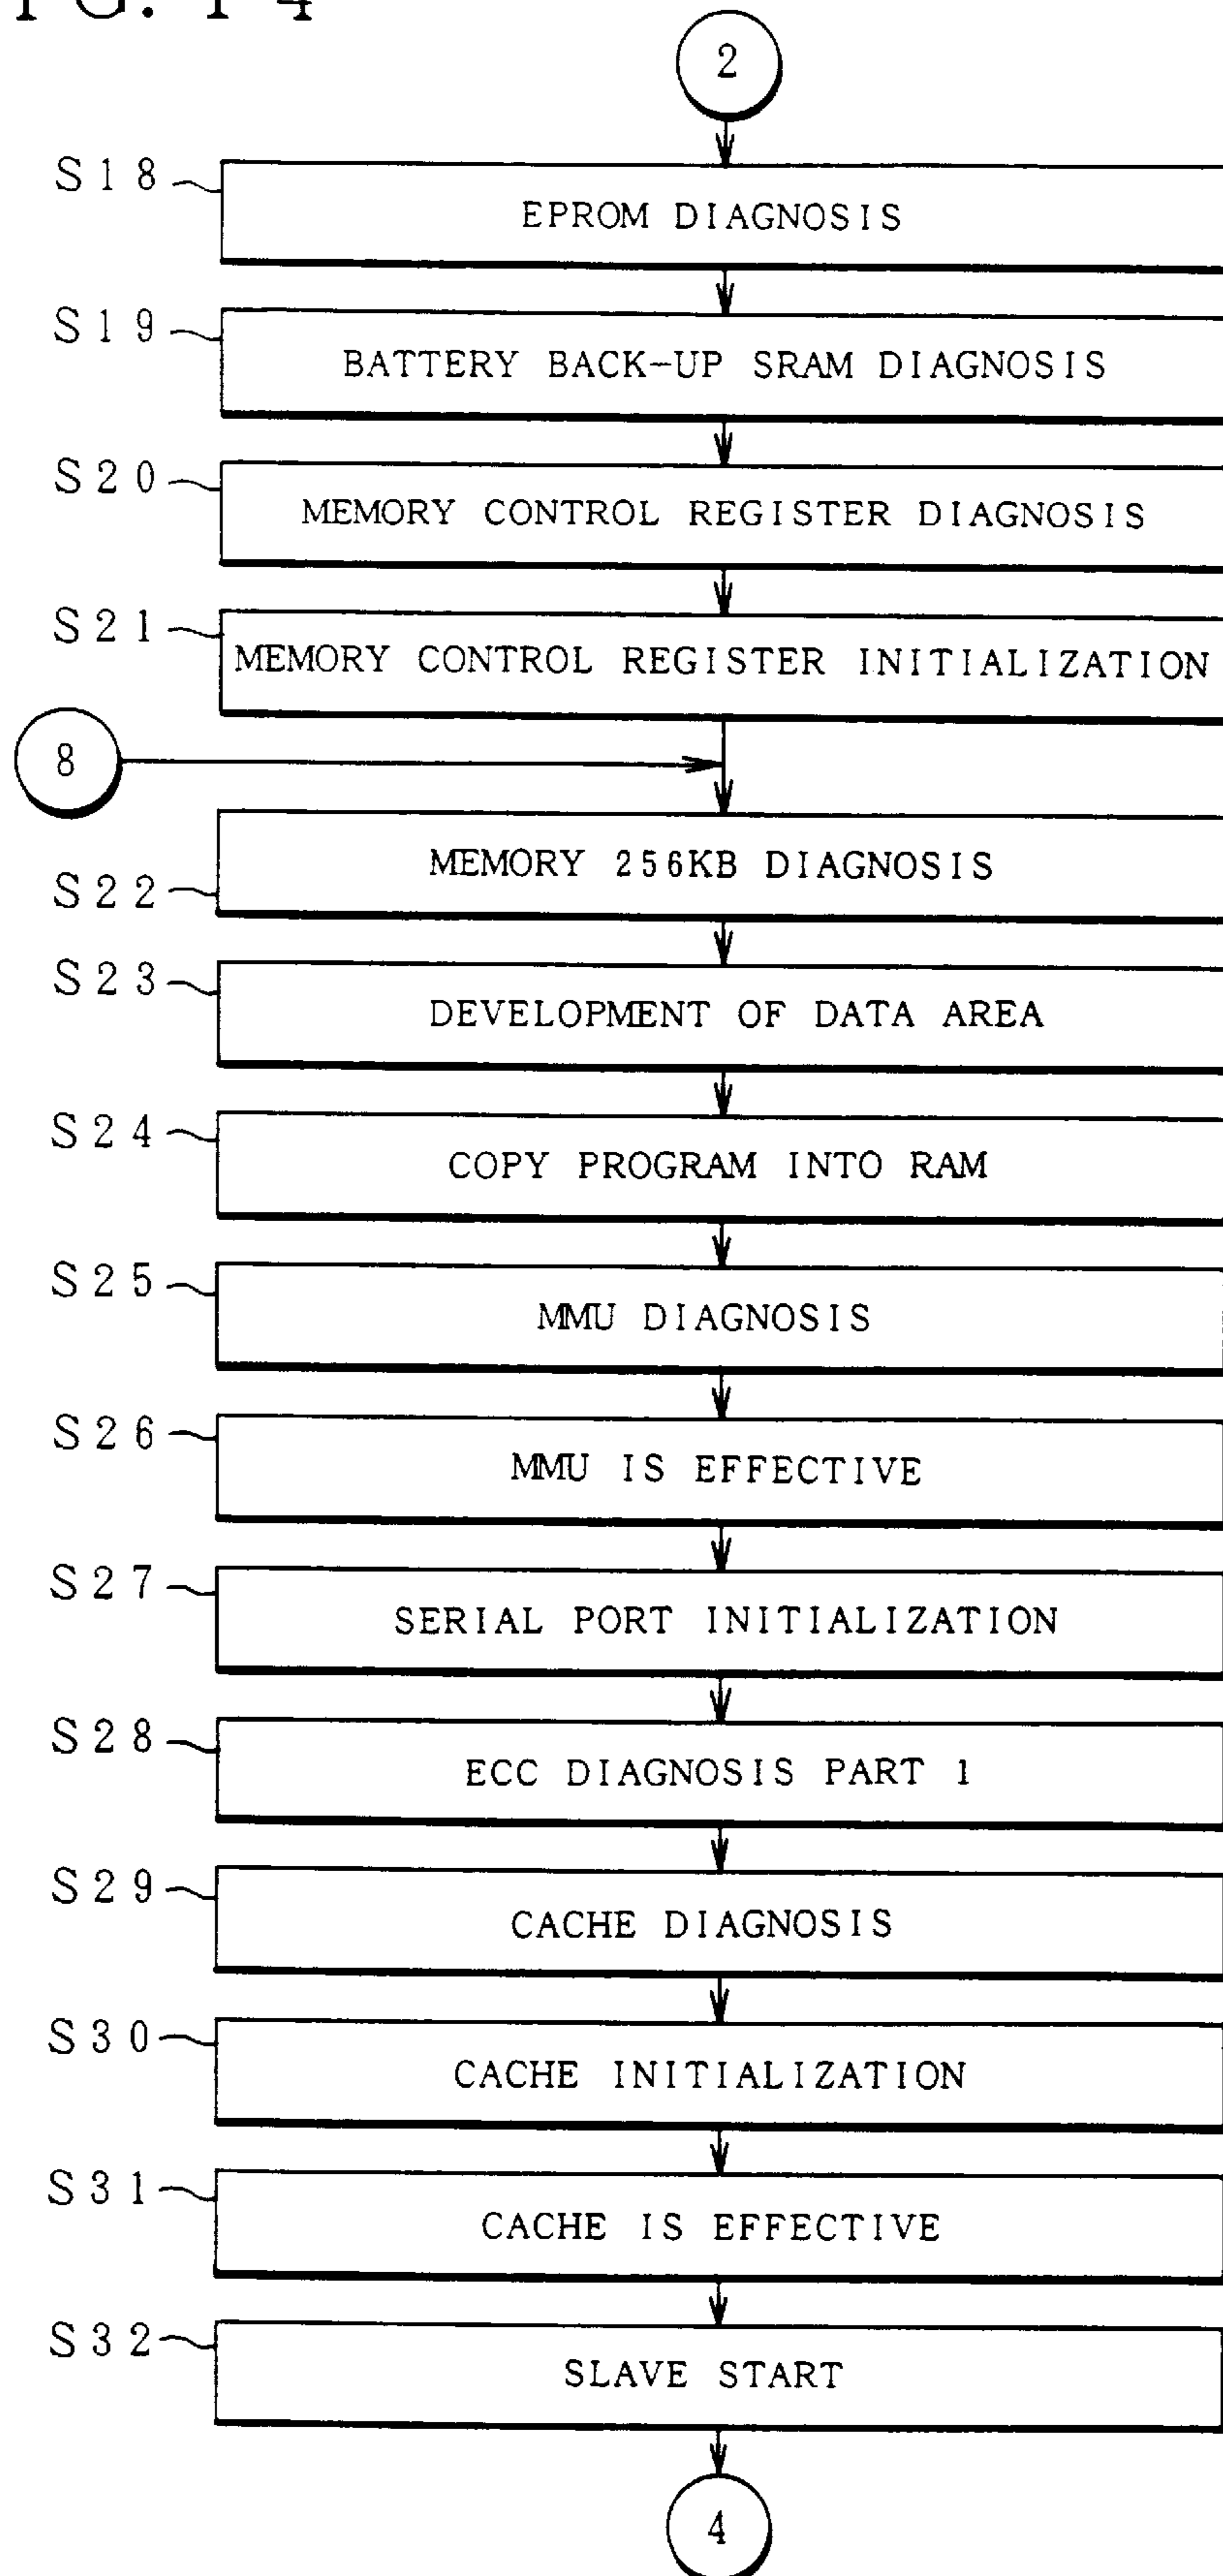 FG. 14
2
S18
EPROM DIAGNOSIS
S19
BATTERY BACK-UP SRAM DIAGNOSIS
S20
MEMORY CONTROL REGISTER DIAGNOSIS
S21
MEMORY CONTROL REGISTER INITIALIZATION
8
MEMORY 256KB DIAGNOSIS
S22
S23
DEVELOPMENT OF DATA AREA
S24
COPY PROGRAM INTO RAM
S25
MMU DIAGNOSIS
S26
MMU IS EFFECTIVE
S27
SERIAL PORT INITIALIZATION
S28
ECC DIAGNOSIS PART 1
S29
CACHE DIAGNOSIS
S30
CACHE INITIALIZATION
S31
CACHE IS EFFECTIVE
S32
SLAVE START
4